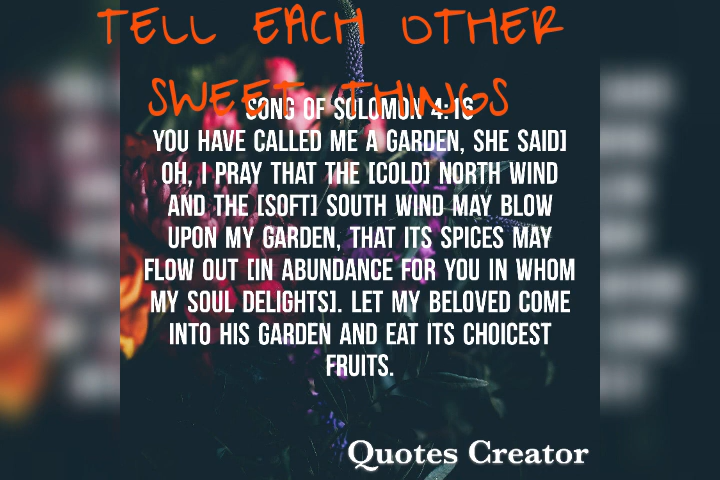 TELL EACH OTHER
SWEET THINGS
SONG OF SOLOMON 4:16
YOU HAVE CALLED ME A GARDEN, SHE SAID]
OH, I PRAY THAT THE [COLD] NORTH WIND
AND THE [SOFT] SOUTH WIND MAY BLOW
UPON MY GARDEN, THAT ITS SPICES MAY
FLOW OUT [IN ABUNDANCE FOR YOU IN WHOM
MY SOUL DELIGHTS]. LET MY BELOVED COME
INTO HIS GARDEN AND EAT ITS CHOICEST
FRUITS.
Quotes Creator